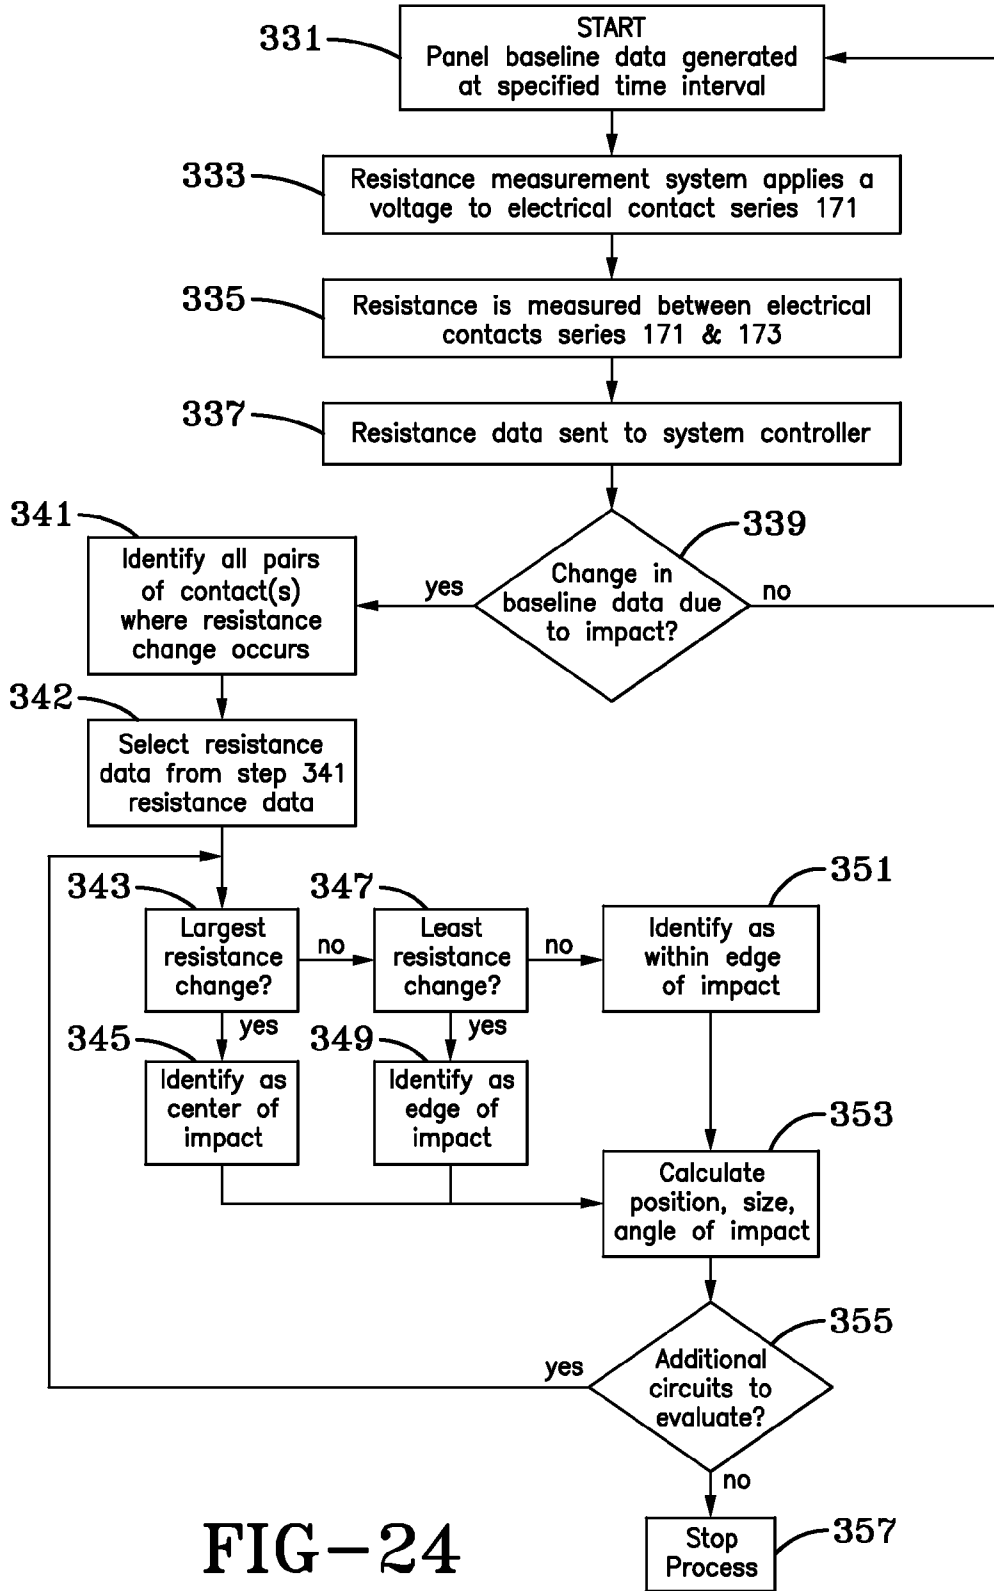 331
START
Panel baseline data generated
at specified time interval
333
Resistance measurement system applies a
voltage to electrical contact series 171
335
Resistance is measured between electrical
contacts series 171 & 173
337
Resistance data sent to system controller
339
Change in
baseline data due
to impact?
yes
no
341
Identify all pairs
of contact(s)
where resistance
change occurs
342
Select resistance
data from step 341
resistance data
343
Largest
resistance
change?
no
yes
347
Least
resistance
change?
no
yes
351
Identify as
within edge
of impact
345
Identify as
center of
impact
349
Identify as
edge of
impact
353
Calculate
position, size,
angle of impact
355
Additional
circuits to
evaluate?
yes
no
357
Stop
Process
FIG-24